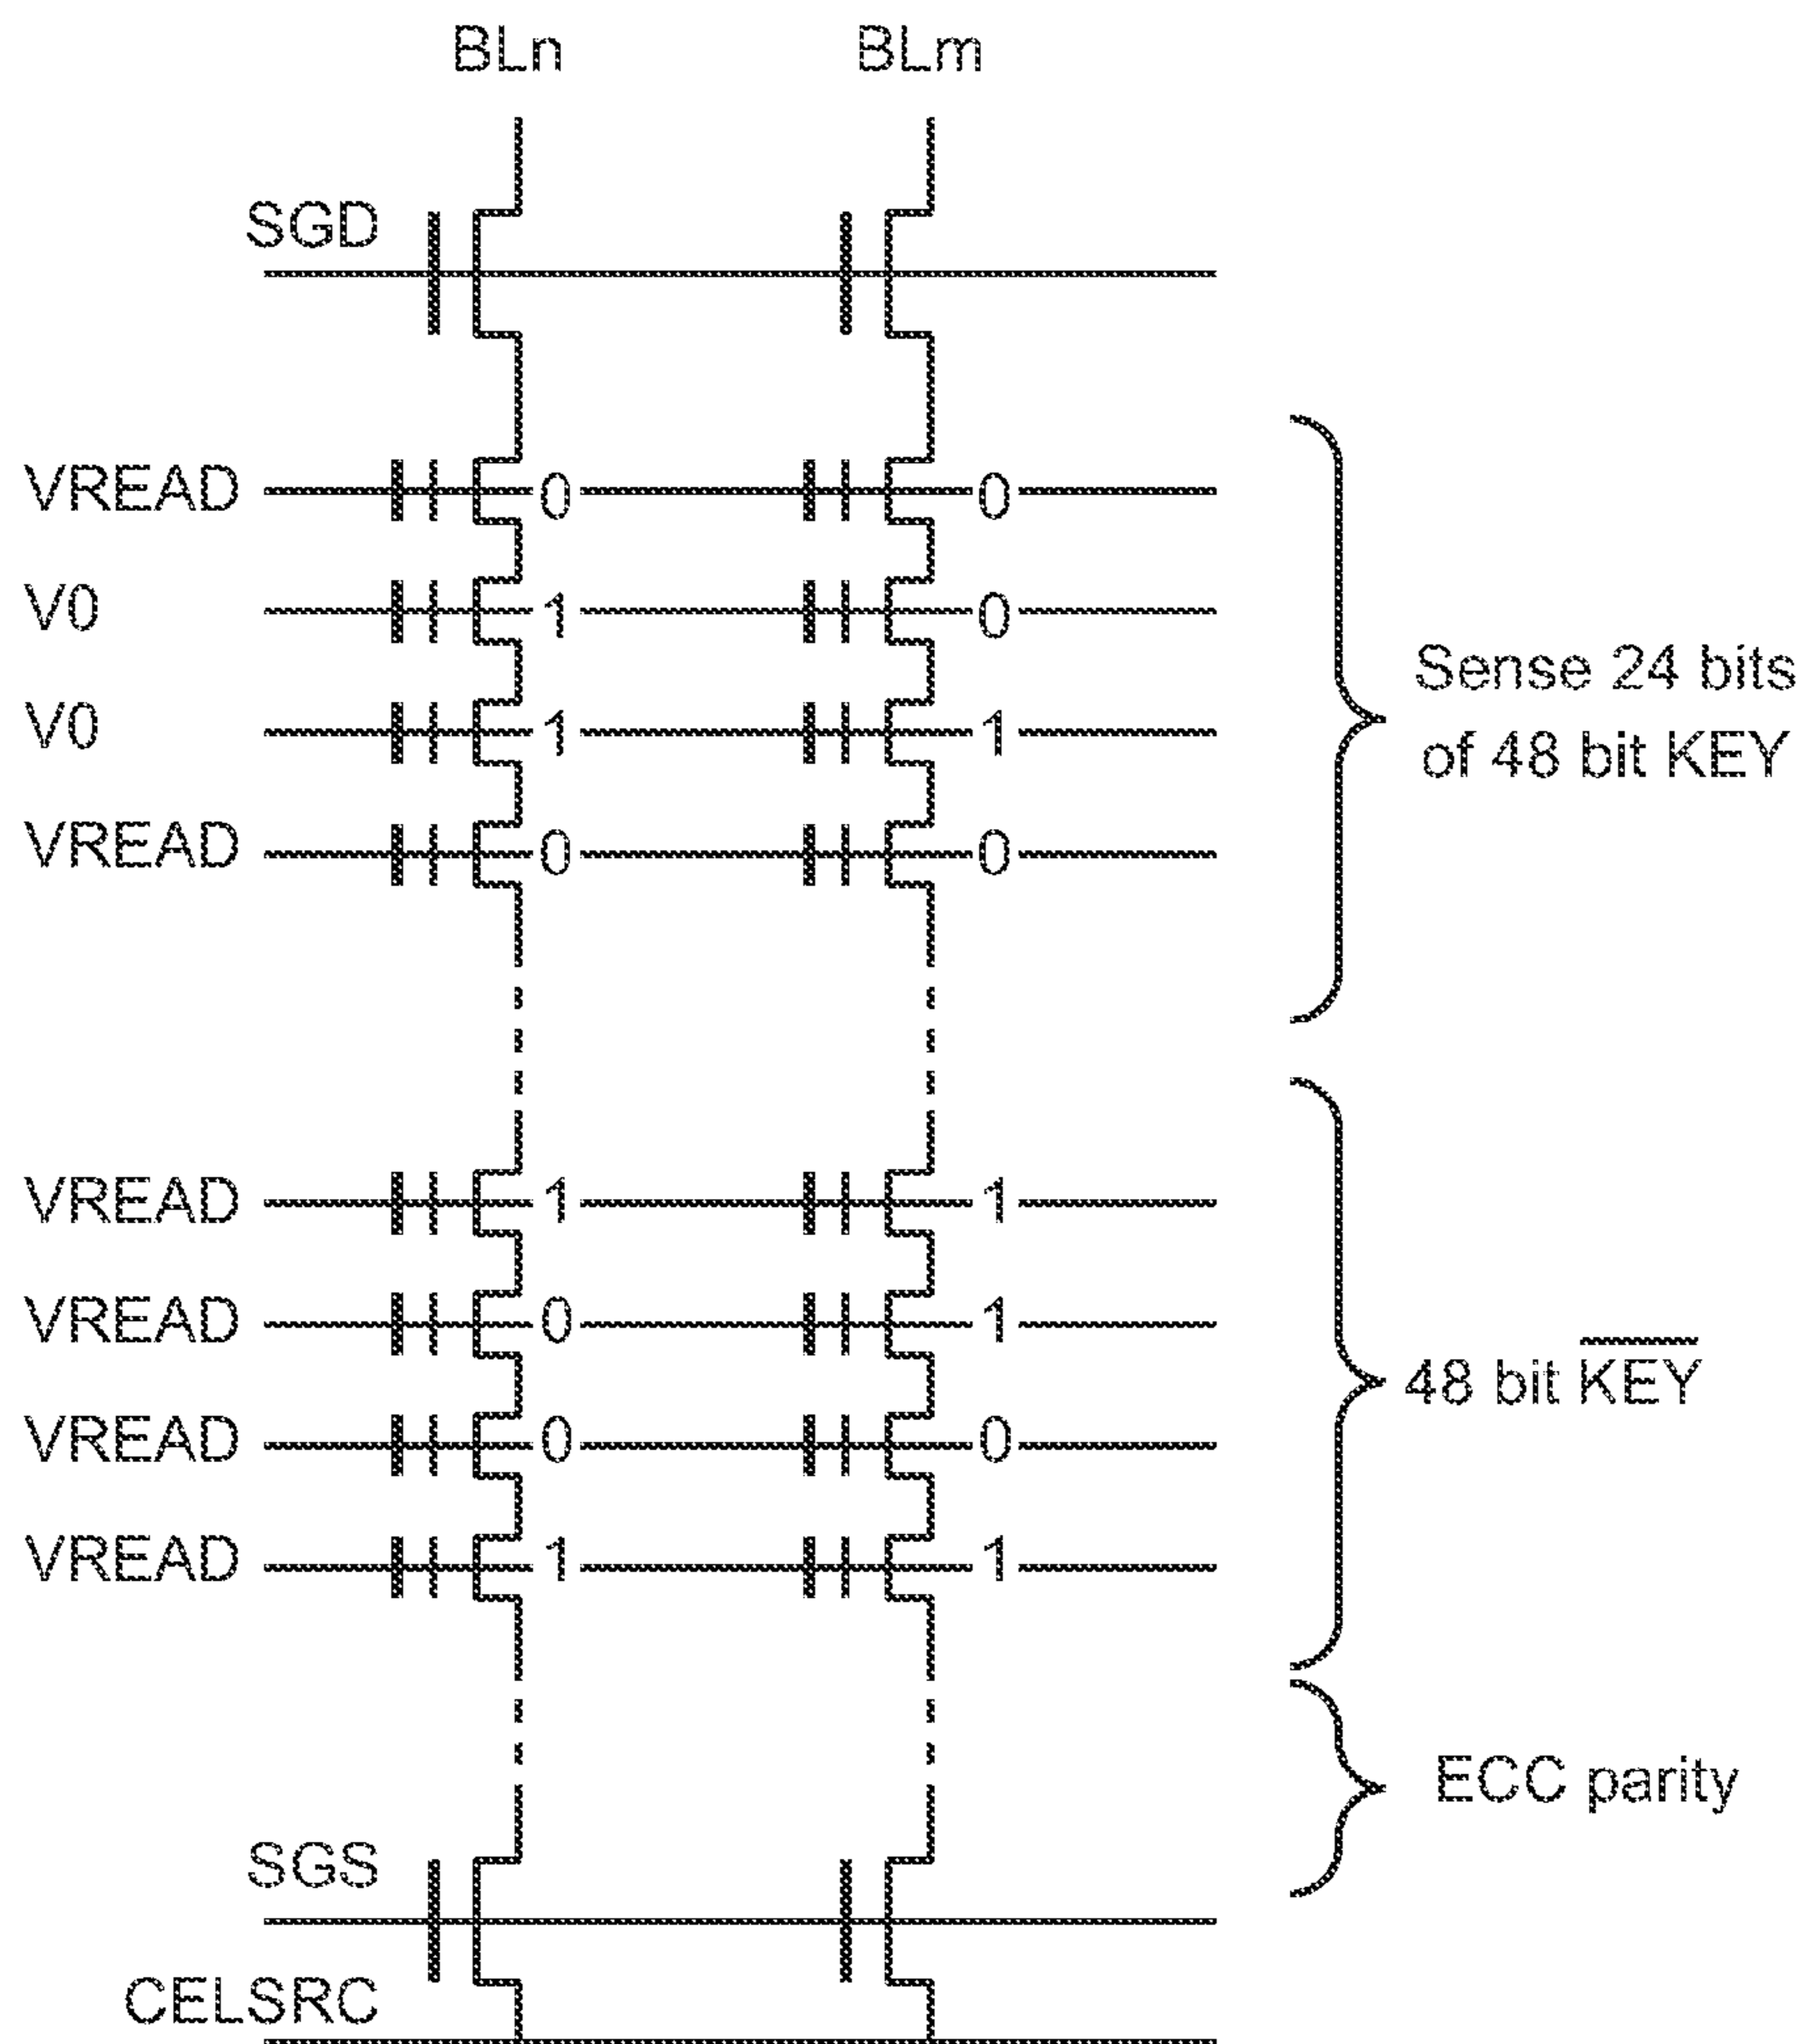 BLn BLm
SGD
VREAD 0 0
V0 1 0
V0 1 1
VREAD 0 0
Sense 24 bits
of 48 bit KEY
VREAD 1 1
VREAD 0 1
VREAD 0 0
VREAD 1 1
48 bit K̅E̅Y̅
ECC parity
SGS
CELSRC